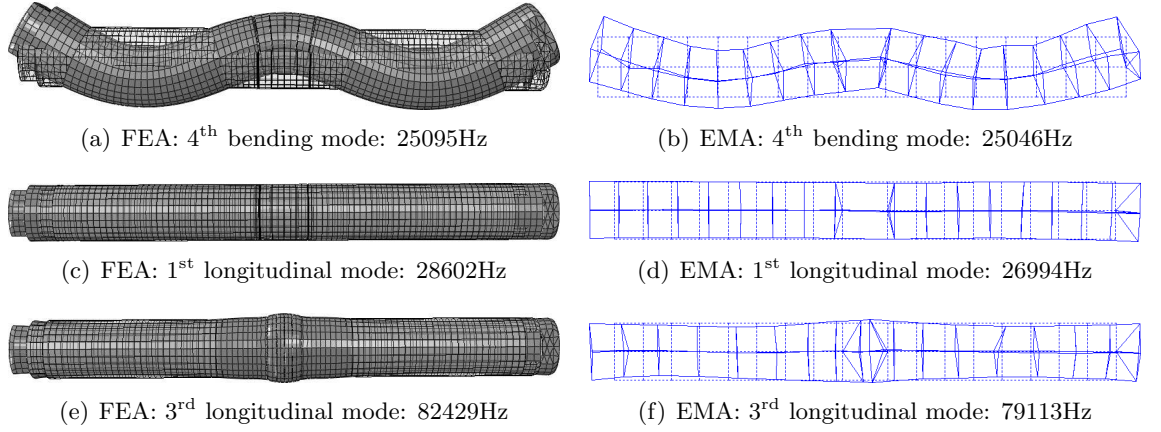 (a) FEA: 4th bending mode: 25095Hz
(b) EMA: 4th bending mode: 25046Hz
(c) FEA: 1st longitudinal mode: 28602Hz
(d) EMA: 1st longitudinal mode: 26994Hz
(e) FEA: 3rd longitudinal mode: 82429Hz
(f) EMA: 3rd longitudinal mode: 79113Hz